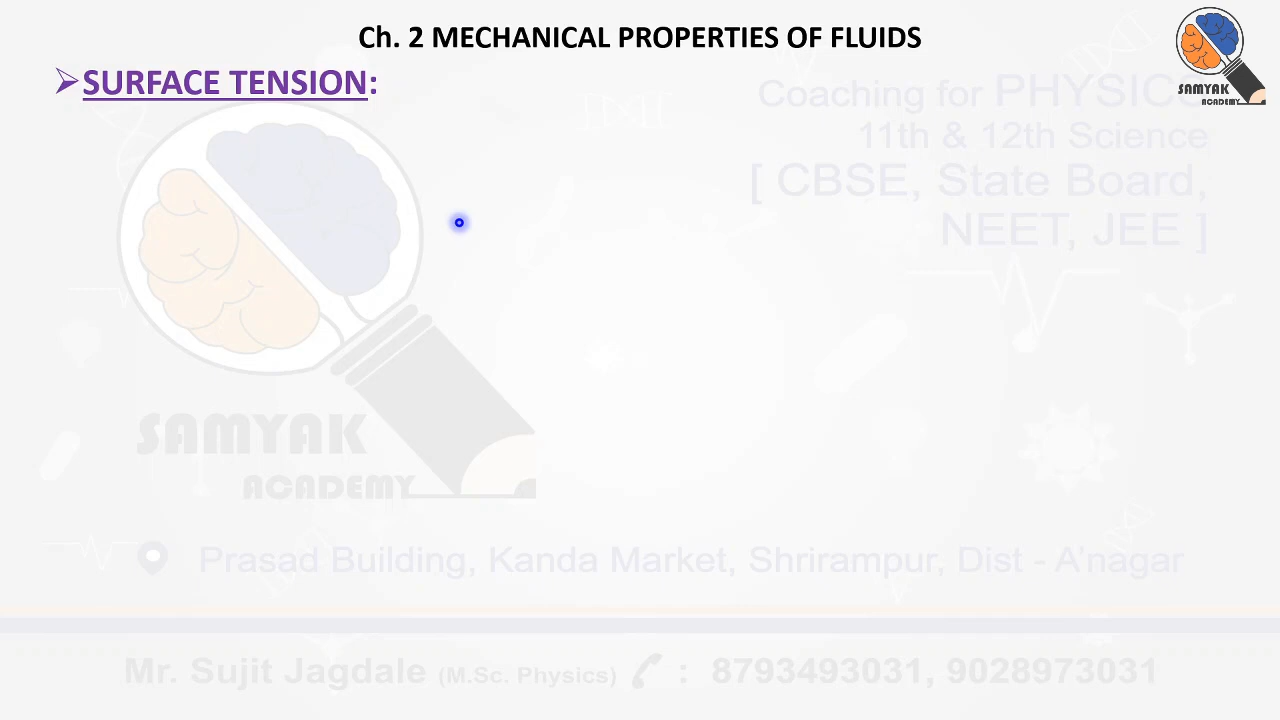 Ch. 2 MECHANICAL PROPERTIES OF FLUIDS
SAMYAK
ACADEMY
➢SURFACE TENSION:
Coaching for PHYSICS
11th & 12th Science
[ CBSE, State Board,
NEET, JEE ]
SAMYAK
ACADEMY
Prasad Building, Kanda Market, Shrirampur, Dist - A'nagar
Mr. Sujit Jagdale (M.Sc. Physics) : 8793493031, 9028973031